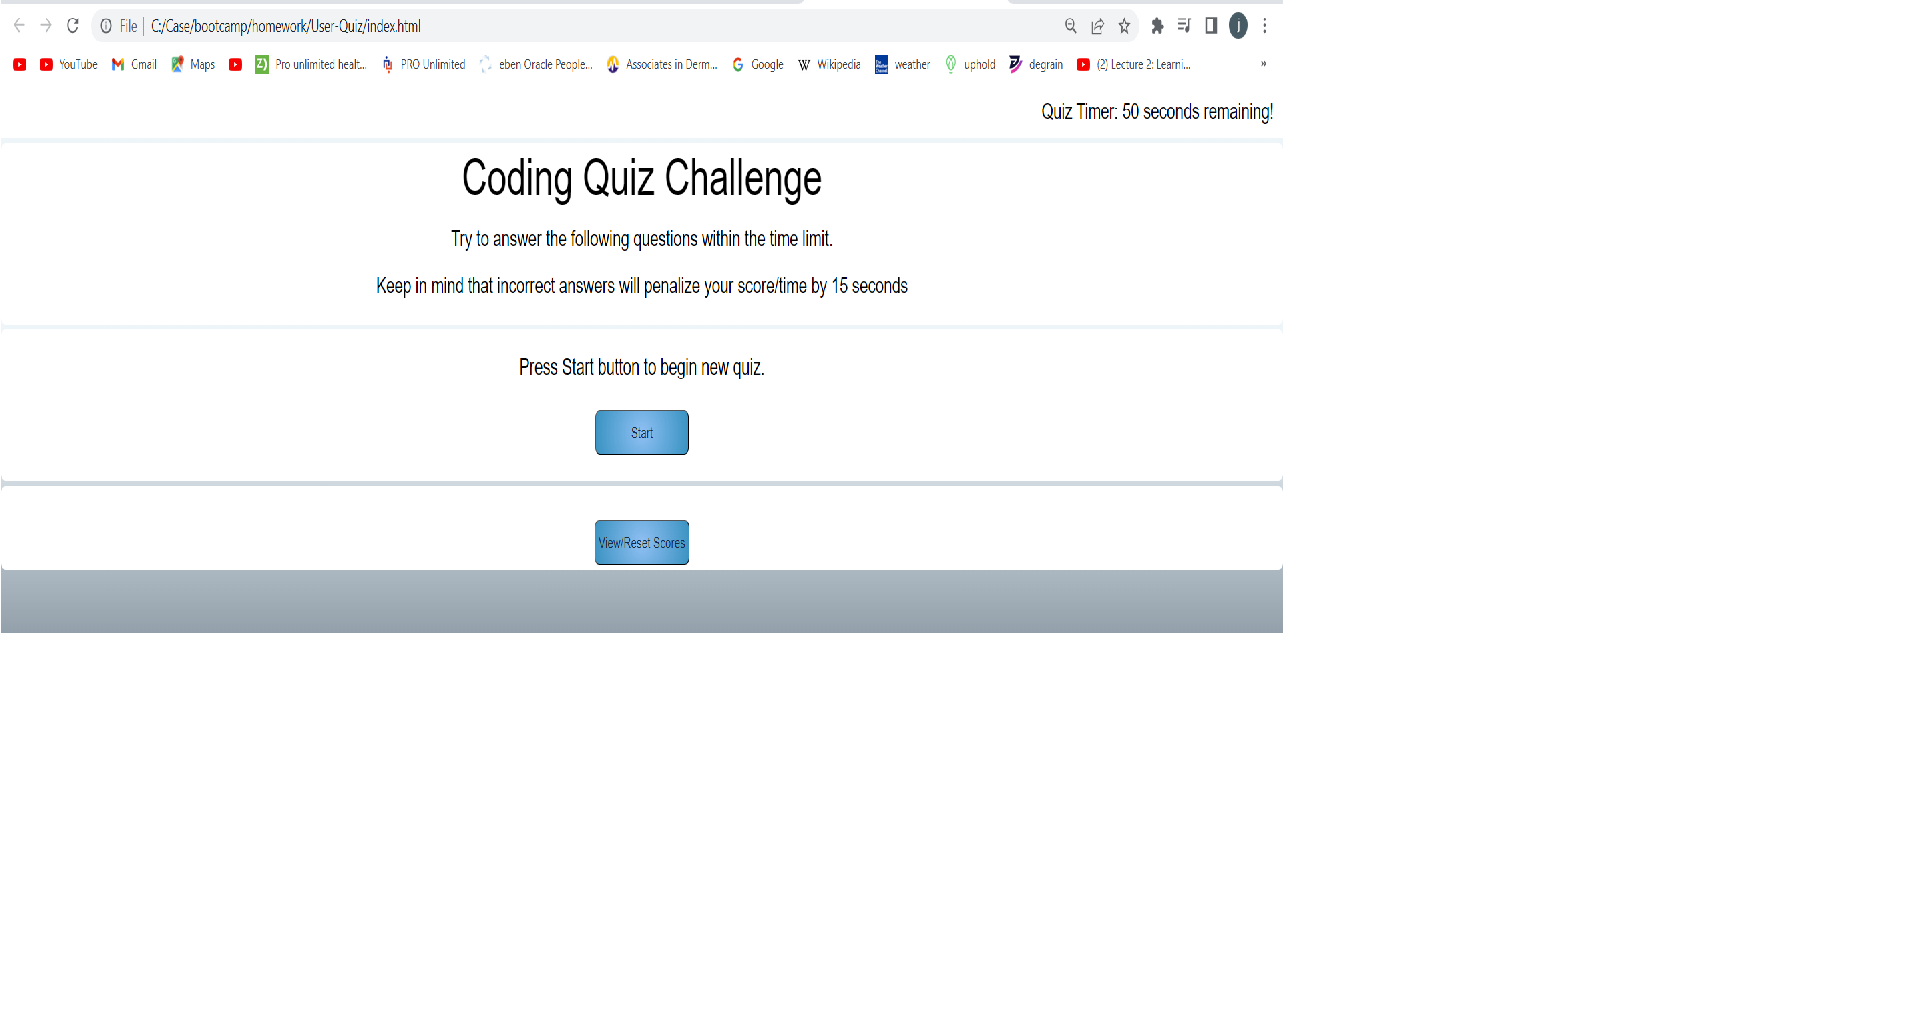 File C:/Case/bootcamp/homework/User-Quiz/index.html j
YouTube Gmail Maps Pro unlimited healt... PRO Unlimited eben Oracle People... Associates in Derm... Google Wikipedia weather uphold degrain (2) Lecture 2: Learni... »
Quiz Timer: 50 seconds remaining!
Coding Quiz Challenge
Try to answer the following questions within the time limit.
Keep in mind that incorrect answers will penalize your score/time by 15 seconds
Press Start button to begin new quiz.
Start
View/Reset Scores